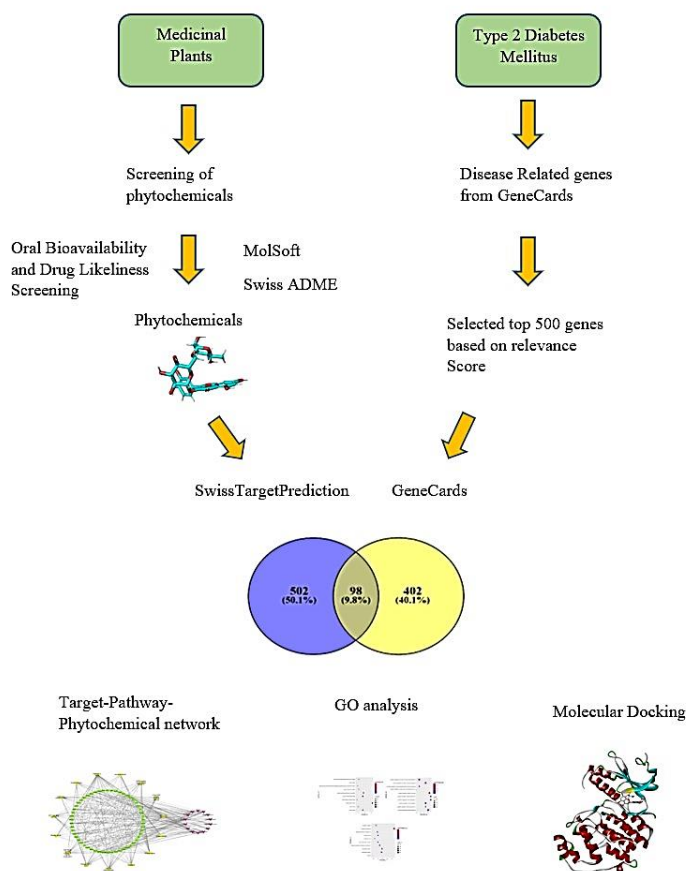 Medicinal
Plants
Type 2 Diabetes
Mellitus
Screening of
phytochemicals
Disease Related genes
from GeneCards
Oral Bioavailability
and Drug Likeliness
Screening
MolSoft
Swiss ADME
Phytochemicals
Selected top 500 genes
based on relevance
Score
SwissTargetPrediction
GeneCards
502
(50.1%)
98
(9.8%)
402
(40.1%)
Target-Pathway-
Phytochemical network
GO analysis
Molecular Docking